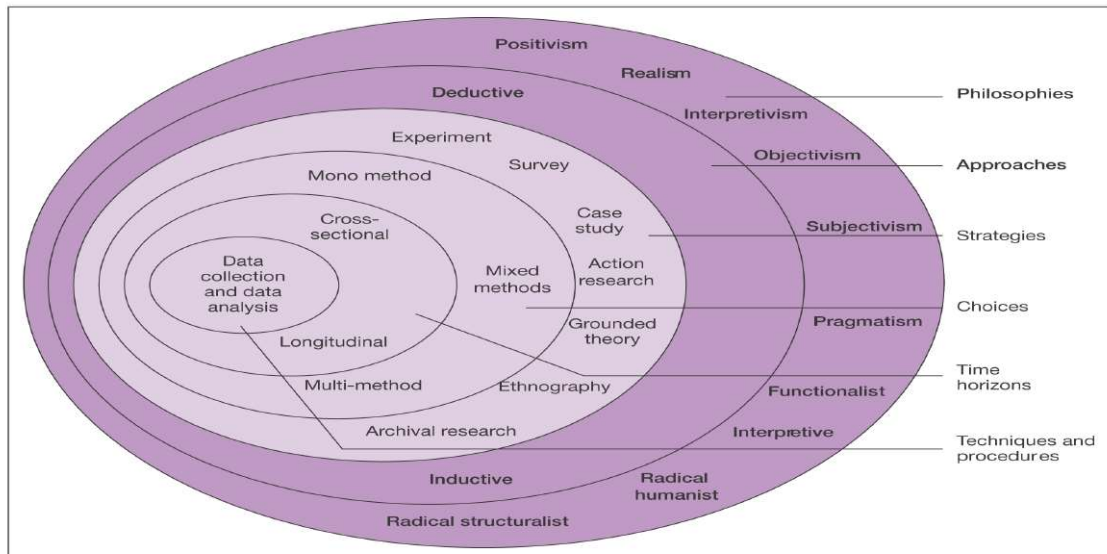 Positivism
Realism
Philosophies
Deductive
Interpretivism
Experiment
Survey
Objectivism
Approaches
Mono method
Case
study
Cross-
sectional
Subjectivism
Strategies
Data
collection
and data
analysis
Mixed
methods
Action
research
Choices
Grounded
theory
Pragmatism
Longitudinal
Time
horizons
Multi-method
Ethnography
Functionalist
Archival research
Interpretive
Techniques and
procedures
Inductive
Radical
humanist
Radical structuralist